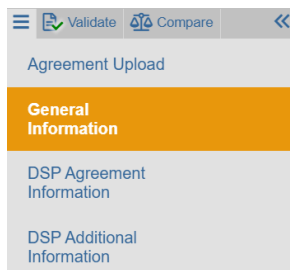 Validate Compare
Agreement Upload
General
Information
DSP Agreement
Information
DSP Additional
Information